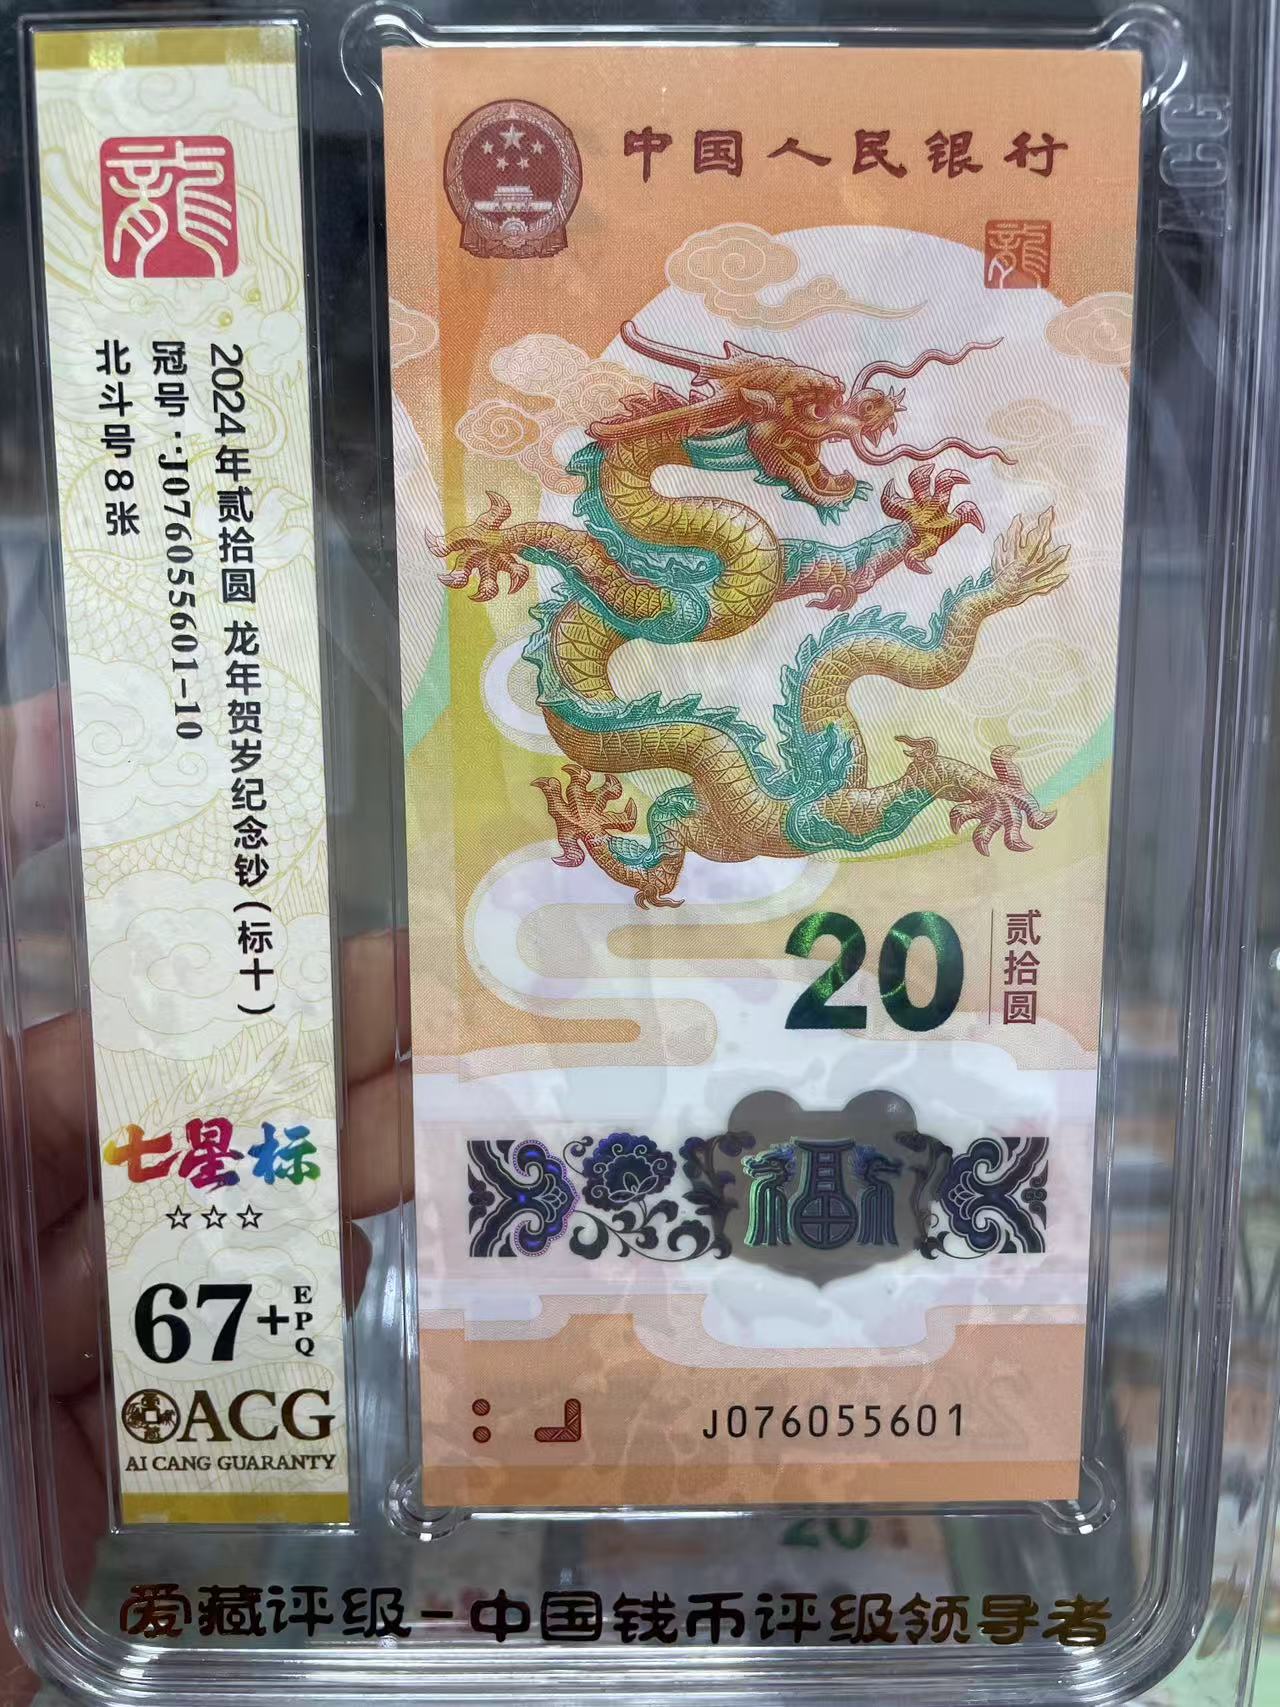 龍
2024年贰拾圆 龙年贺岁纪念钞(标十)
冠号:J076055601-10
北斗号8张
七星标
☆☆☆
67+EPQ
ACG
AI CANG GUARANTY
中国人民银行
龍
20
贰拾圆
福
J076055601
ACG
爱藏评级-中国钱币评级领导者
20